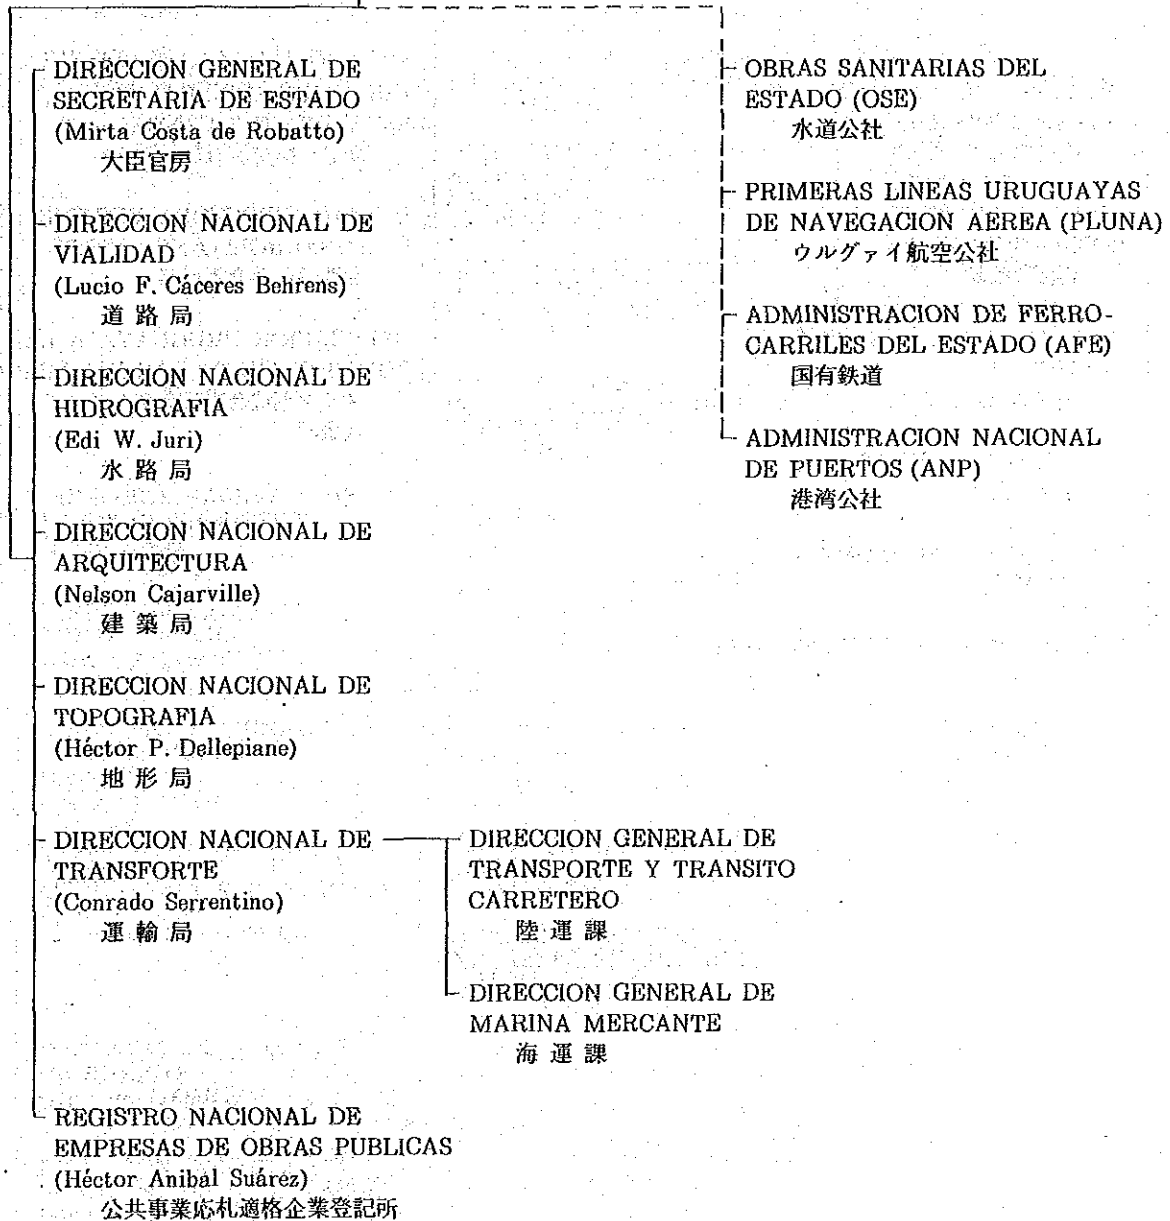 DIRECCION GENERAL DE
SECRETARIA DE ESTADO
(Mirta Costa de Robatto)
大臣官房
DIRECCION NACIONAL DE
VIALIDAD
(Lucio F. Cáceres Behrens)
道路局
DIRECCION NACIONAL DE
HIDROGRAFIA
(Edi W. Juri)
水路局
DIRECCION NACIONAL DE
ARQUITECTURA
(Nelson Cajarville)
建築局
DIRECCION NACIONAL DE
TOPOGRAFIA
(Héctor P. Dellepiane)
地形局
DIRECCION NACIONAL DE
TRANSFORTE
(Conrado Serrentino)
運輸局
DIRECCION GENERAL DE
TRANSPORTE Y TRANSITO
CARRETERO
陸運課
DIRECCION GENERAL DE
MARINA MERCANTE
海運課
REGISTRO NACIONAL DE
EMPRESAS DE OBRAS PUBLICAS
(Héctor Anibal Suárez)
公共事業応札適格企業登記所
OBRAS SANITARIAS DEL
ESTADO (OSE)
水道公社
PRIMERAS LINEAS URUGUAYAS
DE NAVEGACION AEREA (PLUNA)
ウルグァイ航空公社
ADMINISTRACION DE FERRO-
CARRILES DEL ESTADO (AFE)
国有鉄道
ADMINISTRACION NACIONAL
DE PUERTOS (ANP)
港湾公社